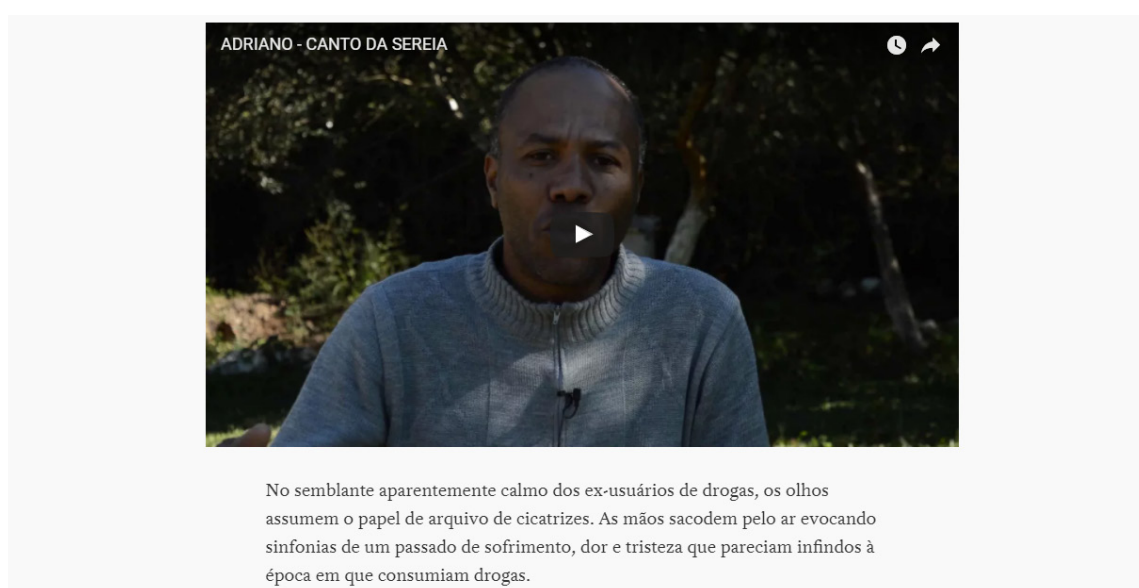 ADRIANO - CANTO DA SEREIA
No semblante aparentemente calmo dos ex-usuários de drogas, os olhos
assumem o papel de arquivo de cicatrizes. As mãos sacodem pelo ar evocando
sinfonias de um passado de sofrimento, dor e tristeza que pareciam infindos à
época em que consumiam drogas.